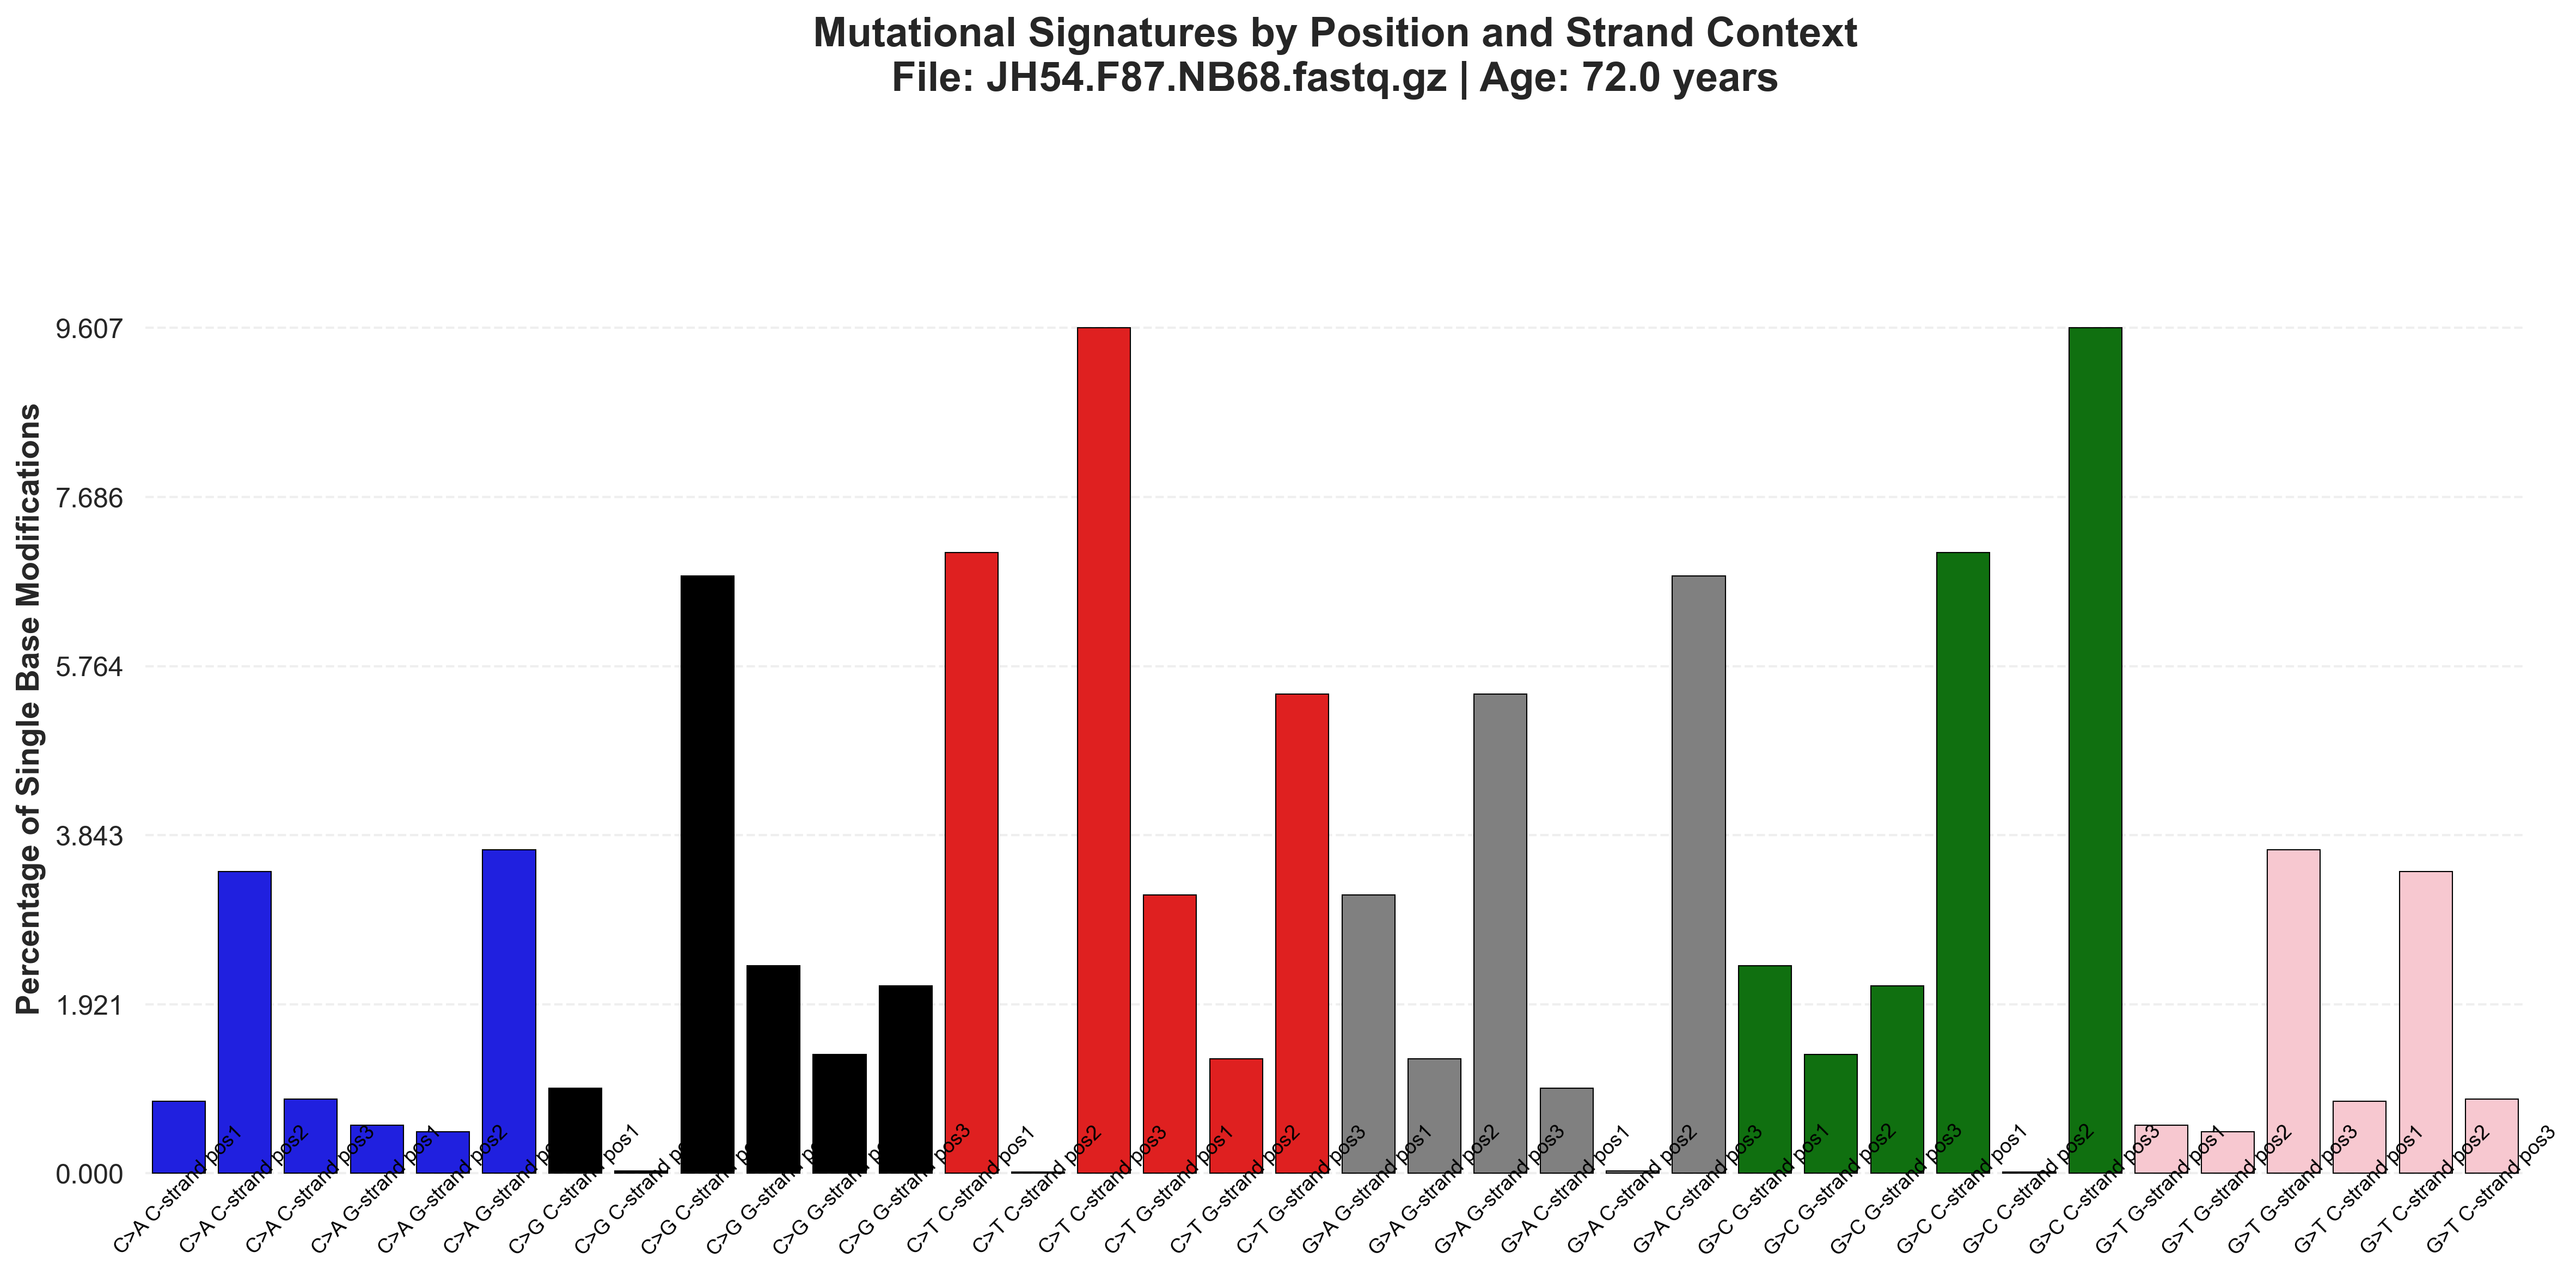 Mutational Signatures by Position and Strand Context
File: JH54.F87.NB68.fastq.gz | Age: 72.0 years
Percentage of Single Base Modifications
9.607
7.686
5.764
3.843
1.921
0.000
C>A C-strand pos1
C>A C-strand pos2
C>A C-strand pos3
C>A G-strand pos1
C>A G-strand pos2
C>A G-strand
C>G C-strand pos1
C>G C-strand
C>G C-strand
C>G G-strand
C>G G-strand
C>G G-strand pos3
C>T C-strand pos1
C>T C-strand pos2
C>T C-strand pos3
C>T G-strand pos1
C>T G-strand pos2
C>T G-strand pos3
G>A G-strand pos1
G>A G-strand pos2
G>A G-strand pos3
G>A C-strand pos1
G>A C-strand pos2
G>A C-strand pos3
G>C G-strand pos1
G>C G-strand pos2
G>C G-strand pos3
G>C C-strand pos1
G>C C-strand pos2
G>C C-strand pos3
G>T G-strand pos1
G>T G-strand pos2
G>T G-strand pos3
G>T C-strand pos1
G>T C-strand pos2
G>T C-strand pos3